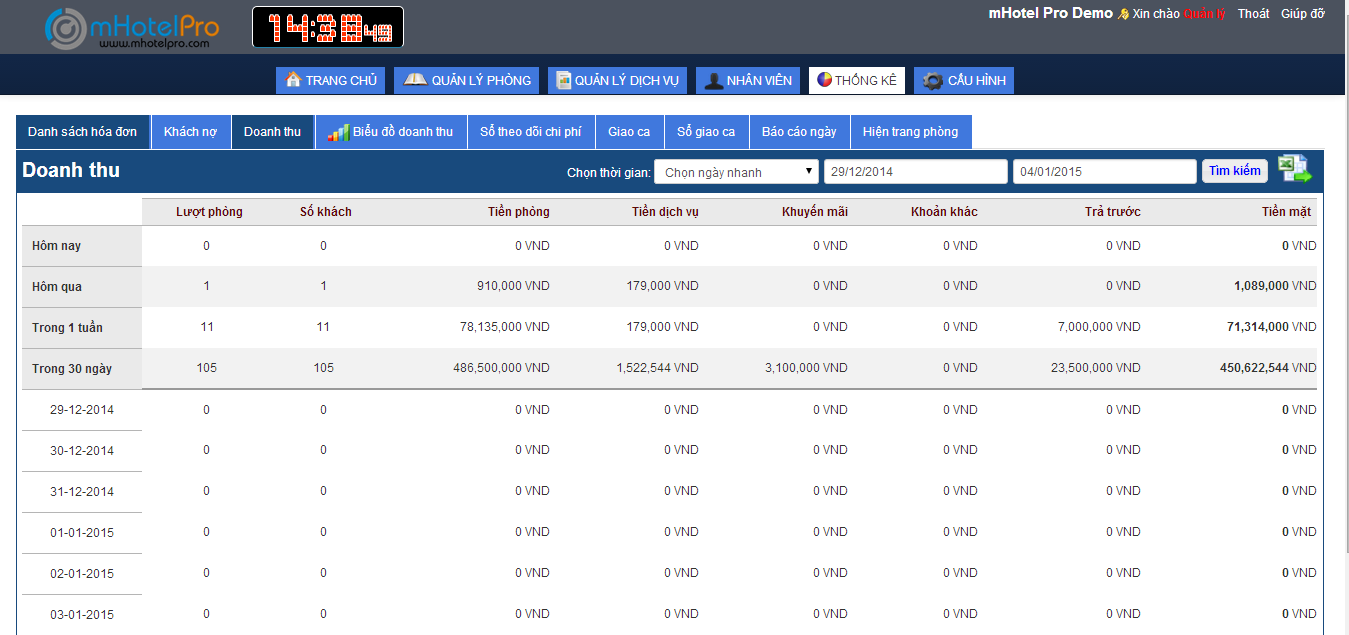 mHotelPro
www.mhotelpro.com
14:38 49
mHotel Pro Demo Xin chào Quản lý Thoát Giúp đỡ
TRANG CHỦ QUẢN LÝ PHÒNG QUẢN LÝ DỊCH VỤ NHÂN VIÊN THỐNG KÊ CẤU HÌNH
Danh sách hóa đơn Khách nợ Doanh thu Biểu đồ doanh thu Sổ theo dõi chi phí Giao ca Sổ giao ca Báo cáo ngày Hiện trang phòng
Doanh thu Chọn thời gian: Chọn ngày nhanh 29/12/2014 04/01/2015 Tìm kiếm
Lượt phòng Số khách Tiền phòng Tiền dịch vụ Khuyến mãi Khoản khác Trả trước Tiền mặt
Hôm nay 0 0 0 VND 0 VND 0 VND 0 VND 0 VND 0 VND
Hôm qua 1 1 910,000 VND 179,000 VND 0 VND 0 VND 0 VND 1,089,000 VND
Trong 1 tuần 11 11 78,135,000 VND 179,000 VND 0 VND 0 VND 7,000,000 VND 71,314,000 VND
Trong 30 ngày 105 105 486,500,000 VND 1,522,544 VND 3,100,000 VND 0 VND 23,500,000 VND 450,622,544 VND
29-12-2014 0 0 0 VND 0 VND 0 VND 0 VND 0 VND 0 VND
30-12-2014 0 0 0 VND 0 VND 0 VND 0 VND 0 VND 0 VND
31-12-2014 0 0 0 VND 0 VND 0 VND 0 VND 0 VND 0 VND
01-01-2015 0 0 0 VND 0 VND 0 VND 0 VND 0 VND 0 VND
02-01-2015 0 0 0 VND 0 VND 0 VND 0 VND 0 VND 0 VND
03-01-2015 0 0 0 VND 0 VND 0 VND 0 VND 0 VND 0 VND